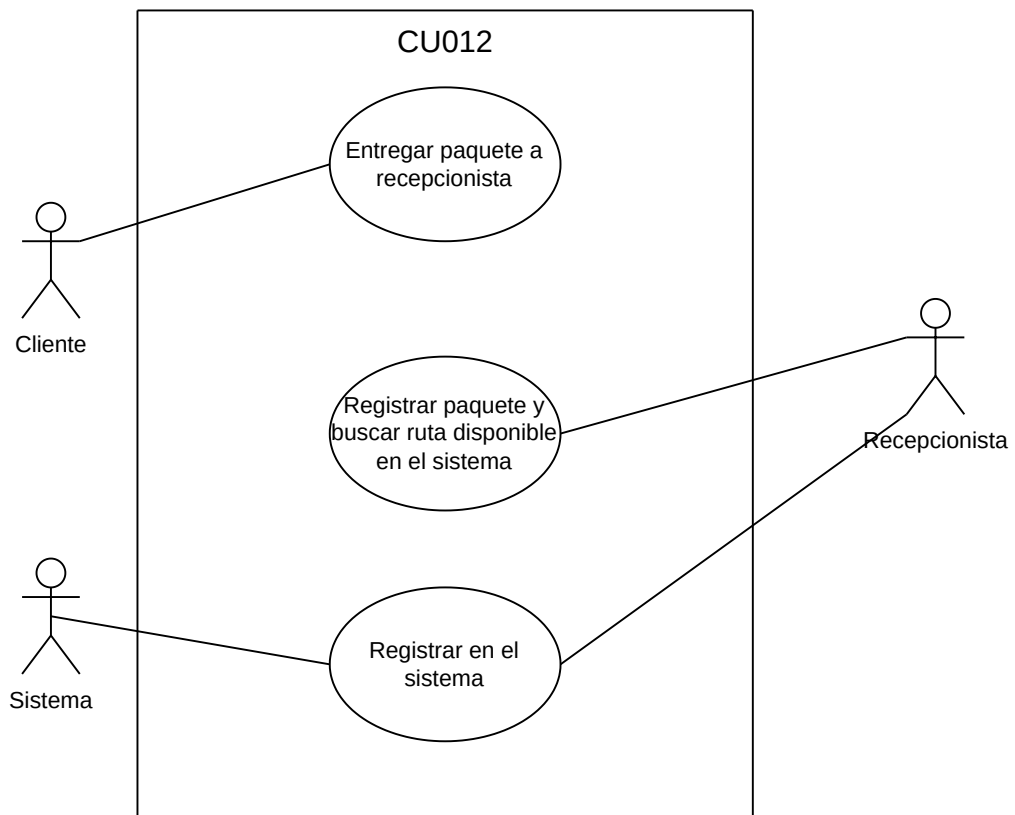 CU012
Entregar paquete a
recepcionista
Cliente
Registrar paquete y
buscar ruta disponible
en el sistema
Recepcionista
Registrar en el
sistema
Sistema